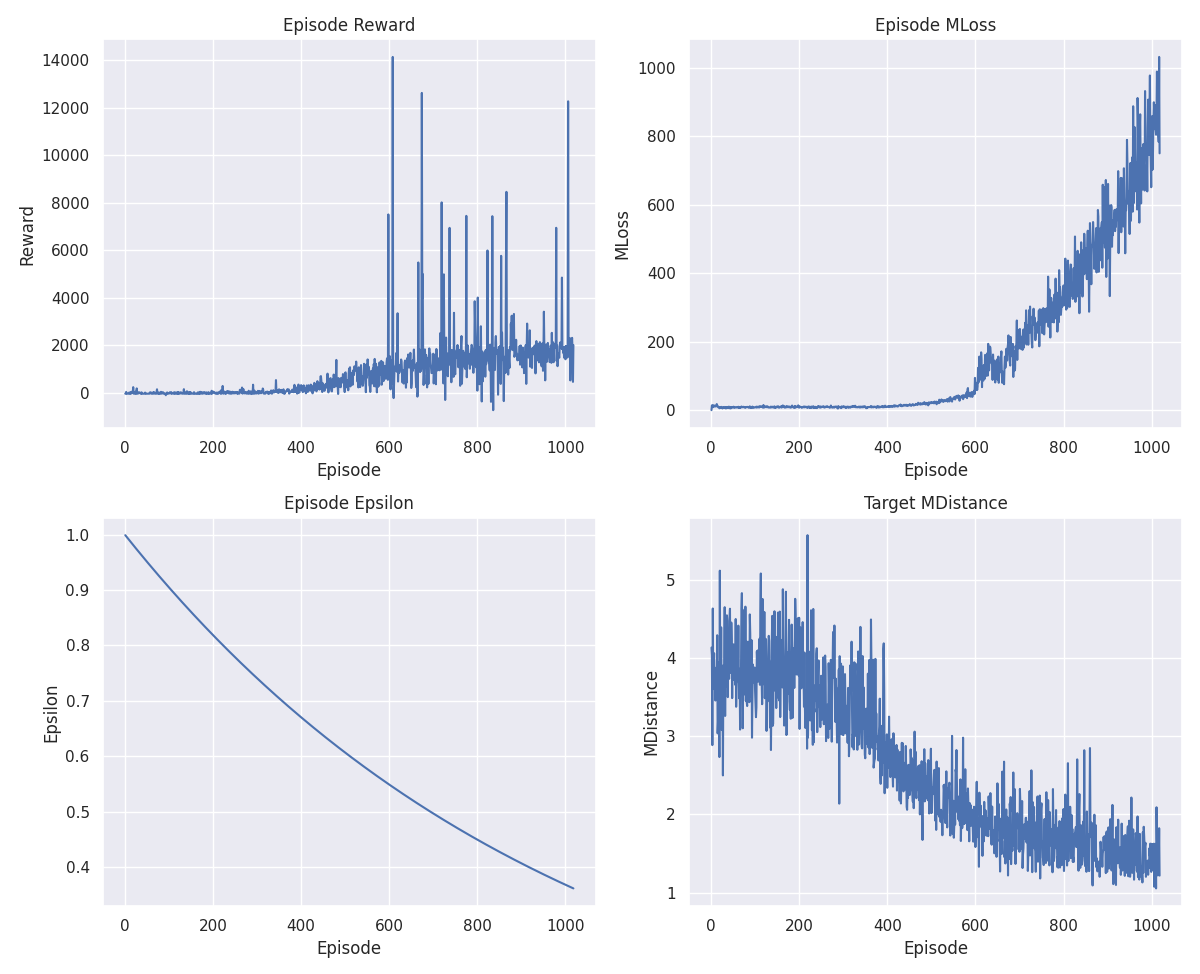 Episode Reward
14000
12000
10000
8000
6000
4000
2000
0
Reward
0 200 400 600 800 1000
Episode
Episode MLoss
1000
800
600
400
200
0
MLoss
0 200 400 600 800 1000
Episode
Episode Epsilon
1.0
0.9
0.8
0.7
0.6
0.5
0.4
Epsilon
0 200 400 600 800 1000
Episode
Target MDistance
5
4
3
2
1
MDistance
0 200 400 600 800 1000
Episode